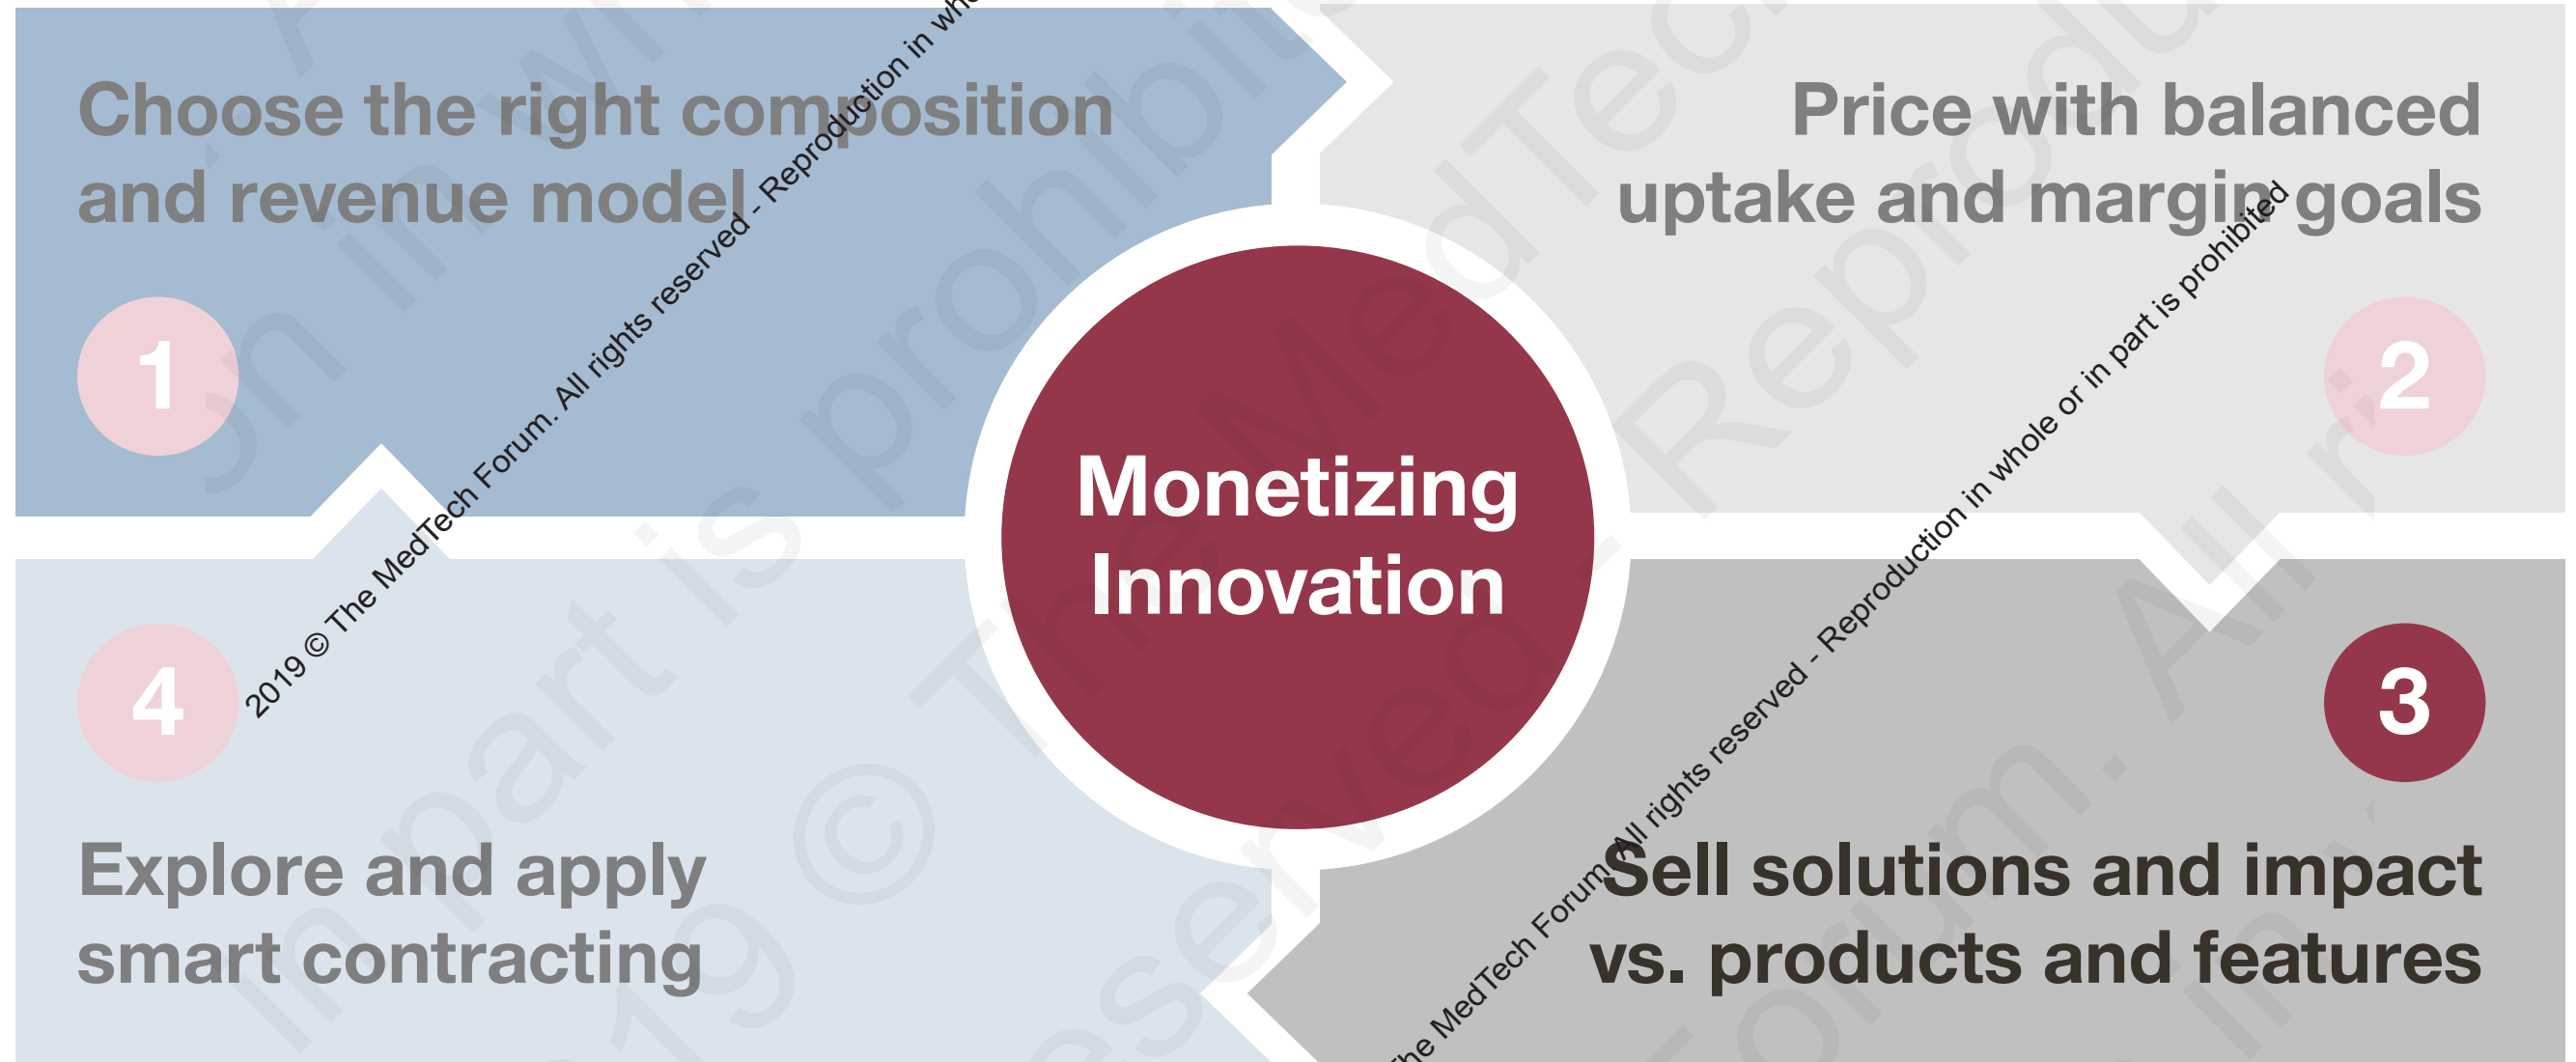 Choose the right composition
and revenue model
1
Price with balanced
uptake and margin goals
2
Monetizing
Innovation
4
Explore and apply
smart contracting
3
Sell solutions and impact
vs. products and features
2019 © The MedTech Forum. All rights reserved - Reproduction in
The MedTech Forum. All rights reserved - Reproduction in whole or in part is prohibited